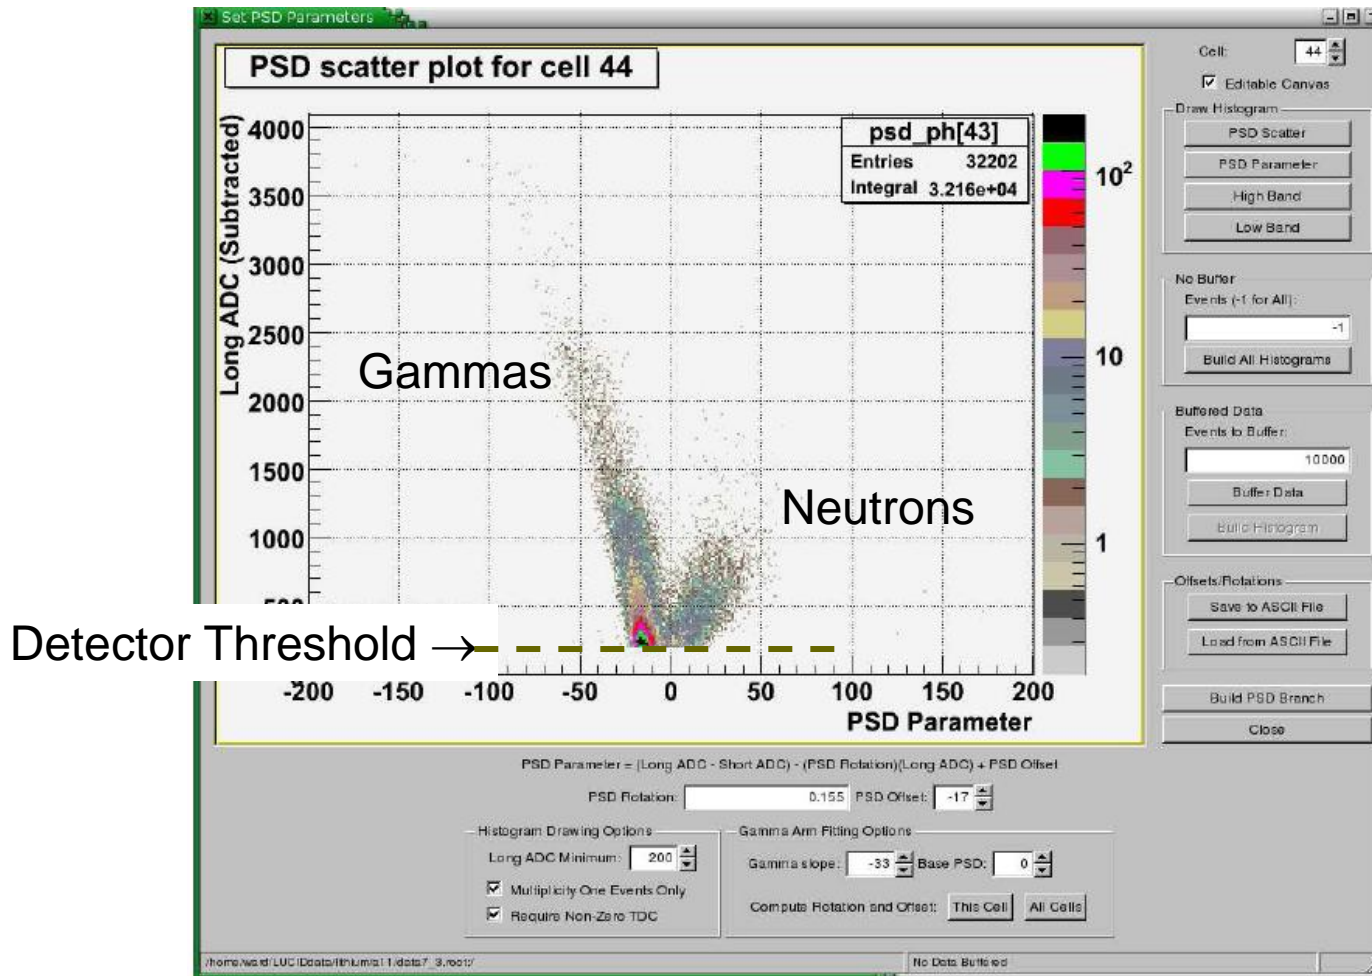 Set PSD Parameters
PSD scatter plot for cell 44
psd_ph[43]
Entries 32202
Integral 3.216e+04
Long ADC (Subtracted)
4000
3500
3000
2500
2000
1500
1000
Gammas
Neutrons
Detector Threshold →
-200 -150 -100 -50 0 50 100 150 200
PSD Parameter
10²
10
1
Cell: 44
Editable Canvas
Draw Histogram
PSD Scatter
PSD Parameter
High Band
Low Band
No Buffer
Events (-1 for All):
-1
Build All Histograms
Buffered Data
Events to Buffer:
10000
Buffer Data
Build Histogram
Offsets/Rotations
Save to ASCII File
Load from ASCII File
Build PSD Branch
Close
PSD Parameter = (Long ADC - Short ADC) - (PSD Rotation)(Long ADC) + PSD Offset
PSD Rotation: 0.155 PSD Offset: -17
Histogram Drawing Options
Long ADC Minimum: 200
Multiplicity One Events Only
Require Non-Zero TDC
Gamma Arm Fitting Options
Gamma slope: -33 Base PSD: 0
Compute Rotation and Offset: This Cell All Cells
No Data Buffered